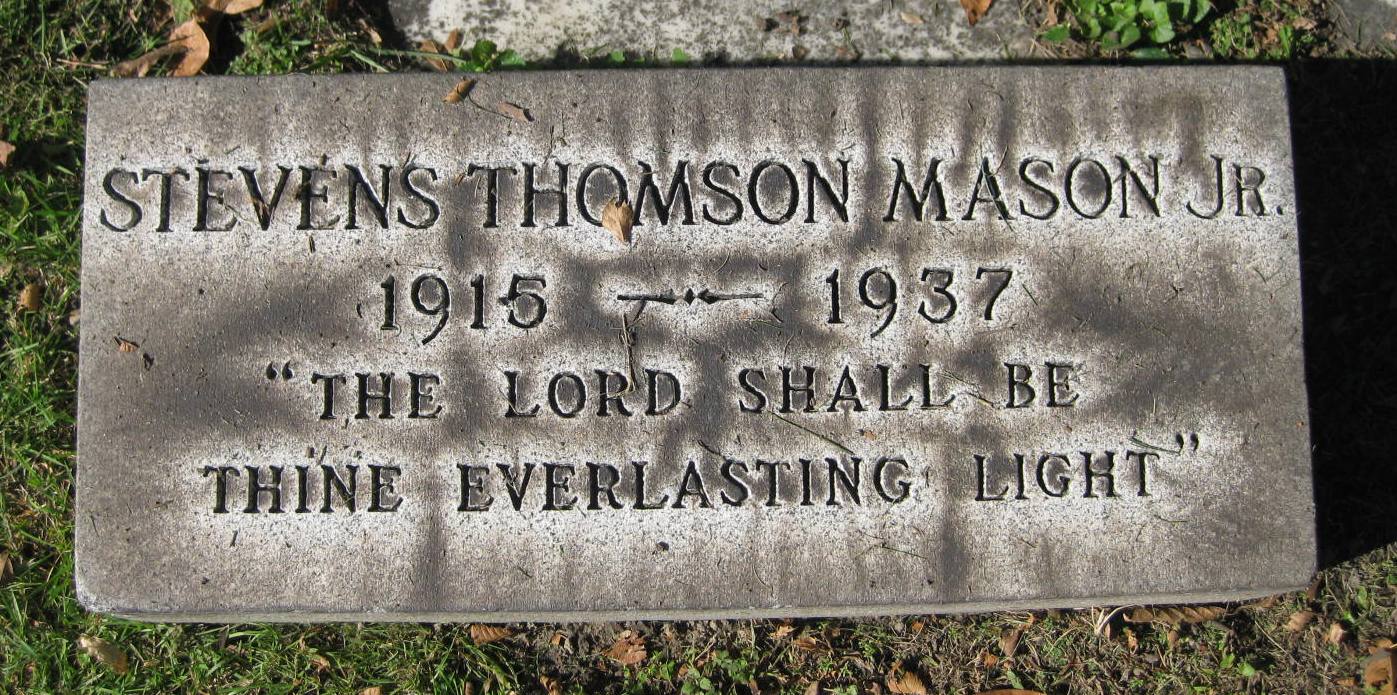 STEVENS THOMSON MASON JR.
1915 — 1937
"THE LORD SHALL BE
THINE EVERLASTING LIGHT"